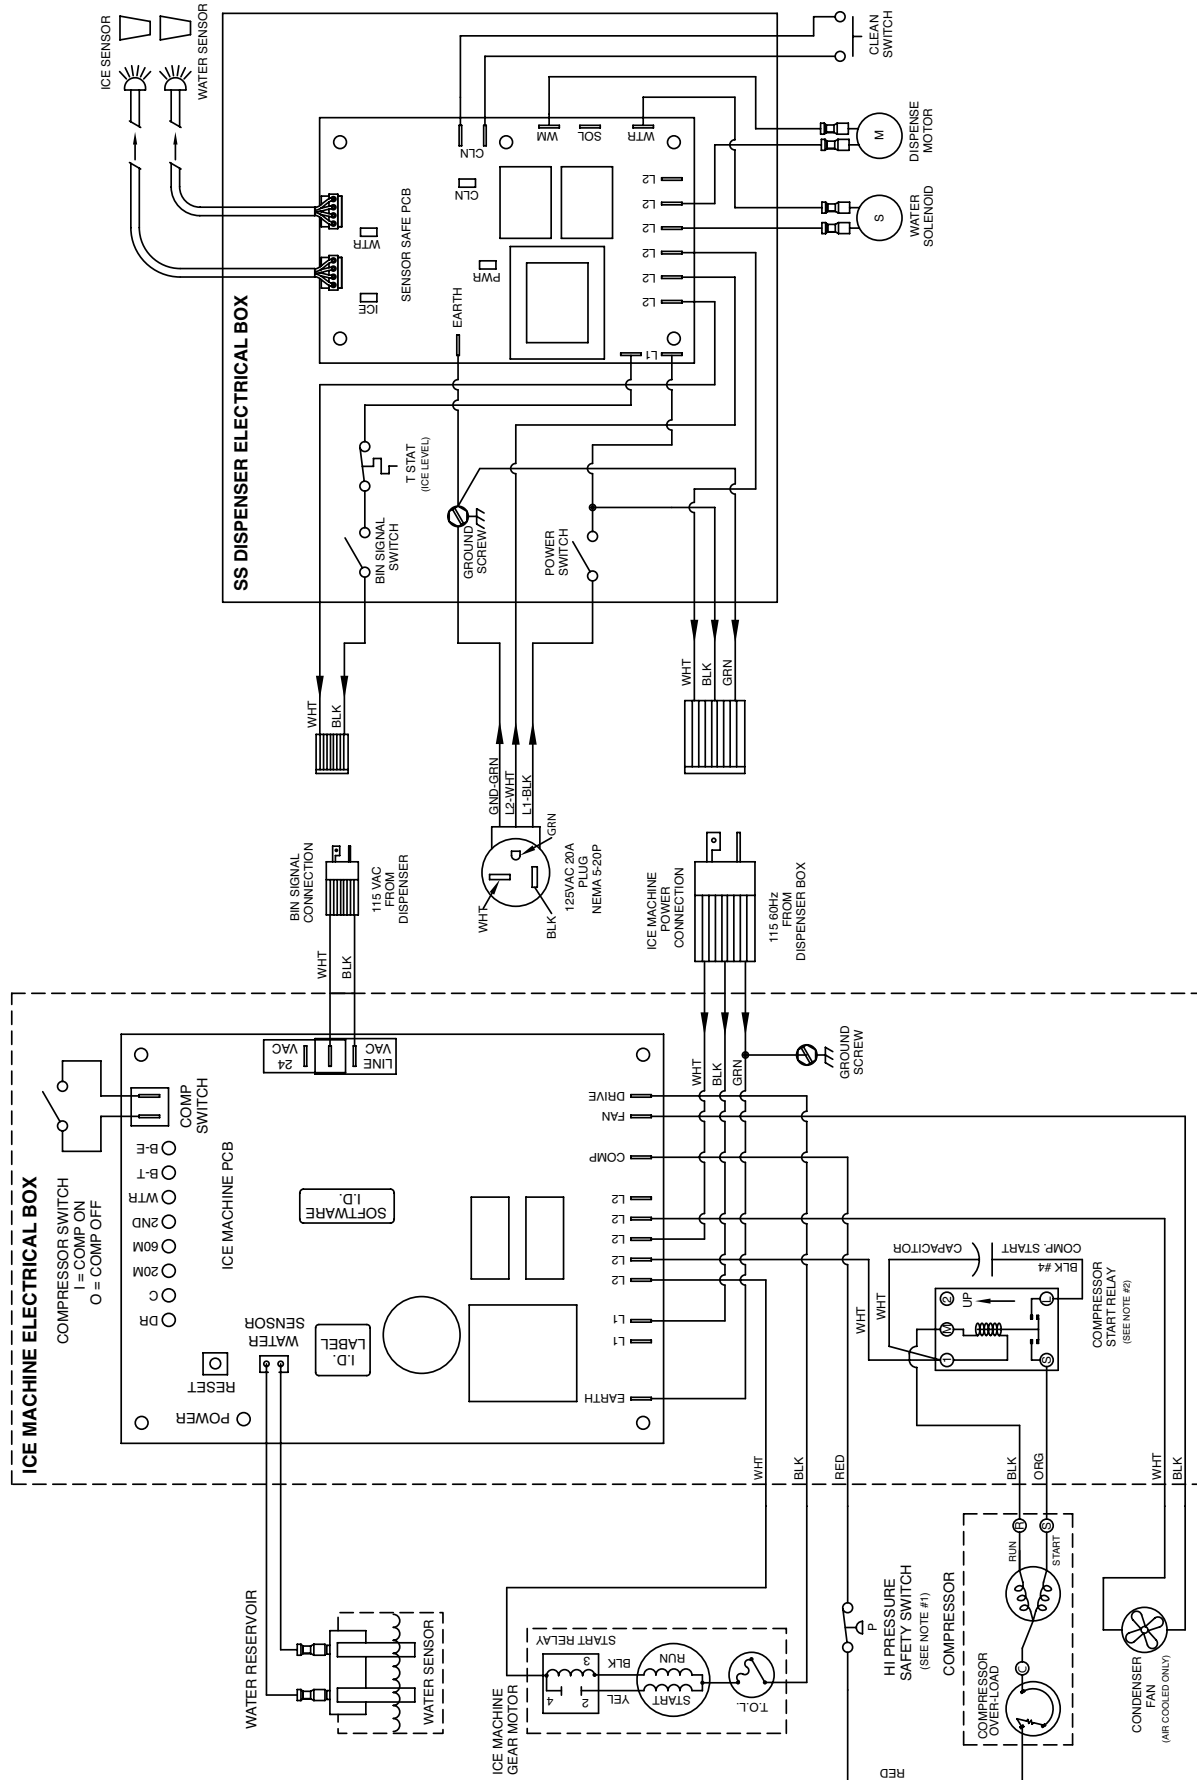 ICE SENSOR
WATER SENSOR
SS DISPENSER ELECTRICAL BOX
CLEAN
SWITCH
CLN
CLN
WM
SOL
WTR
CLN
WTR
ICE
SENSOR SAFE PCB
PWR
EARTH
L2
L2
L2
L2
L2
L2
L1
M
DISPENSE
MOTOR
S
WATER
SOLENOID
T STAT
(ICE LEVEL)
BIN SIGNAL
SWITCH
GROUND
SCREW
POWER
SWITCH
WHT
BLK
GND-GRN
L2-WHT
L1-BLK
WHT
BLK
GRN
BIN SIGNAL
CONNECTION
115 VAC
FROM
DISPENSER
WHT
BLK
GRN
125VAC 20A
PLUG
NEMA 5-20P
ICE MACHINE
POWER
CONNECTION
115 60Hz
FROM
DISPENSER BOX
WHT
BLK
ICE MACHINE ELECTRICAL BOX
COMPRESSOR SWITCH
I = COMP ON
O = COMP OFF
COMP
SWITCH
24
VAC
LINE
VAC
B-E
B-T
WTR
2ND
60M
20M
C
DR
ICE MACHINE PCB
SOFTWARE
I.D.
I.D.
LABEL
WATER
SENSOR
RESET
POWER
DRIVE
FAN
COMP
L2
L2
L2
L2
L2
L1
L1
EARTH
WHT
BLK
GRN
GROUND
SCREW
CAPACITOR
COMP. START
BLK #4
WHT
WHT
2
UP
M
L
1
S
COMPRESSOR
START RELAY
(SEE NOTE #2)
WHT
BLK
RED
BLK
ORG
WHT
BLK
WATER RESERVOIR
WATER SENSOR
ICE MACHINE
GEAR MOTOR
START RELAY
3
4
2
BLK
YEL
RUN
START
T.O.L.
P
HI PRESSURE
SAFETY SWITCH
(SEE NOTE #1)
RED
COMPRESSOR
R
S
RUN
START
C
COMPRESSOR
OVER-LOAD
CONDENSER
FAN
(AIR COOLED ONLY)